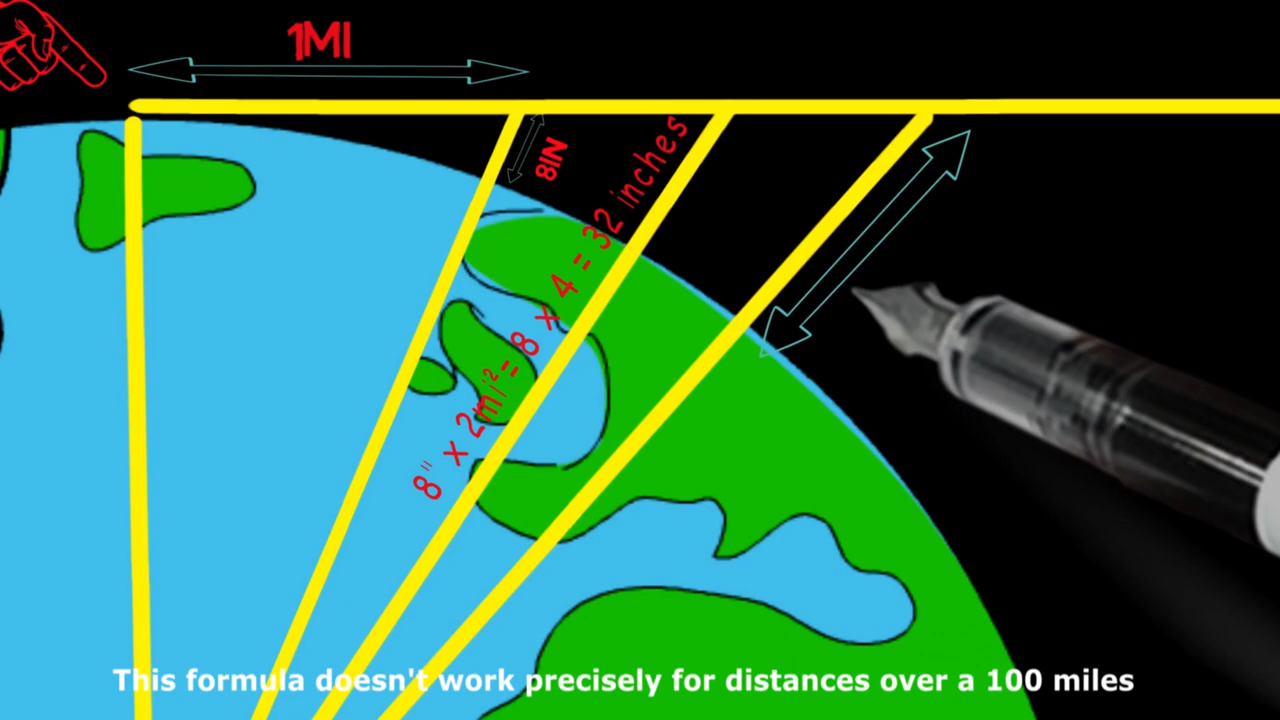 1MI
8IN
8" x 2mi² = 8 x 4 = 32 inches
This formula doesn't work precisely for distances over a 100 miles